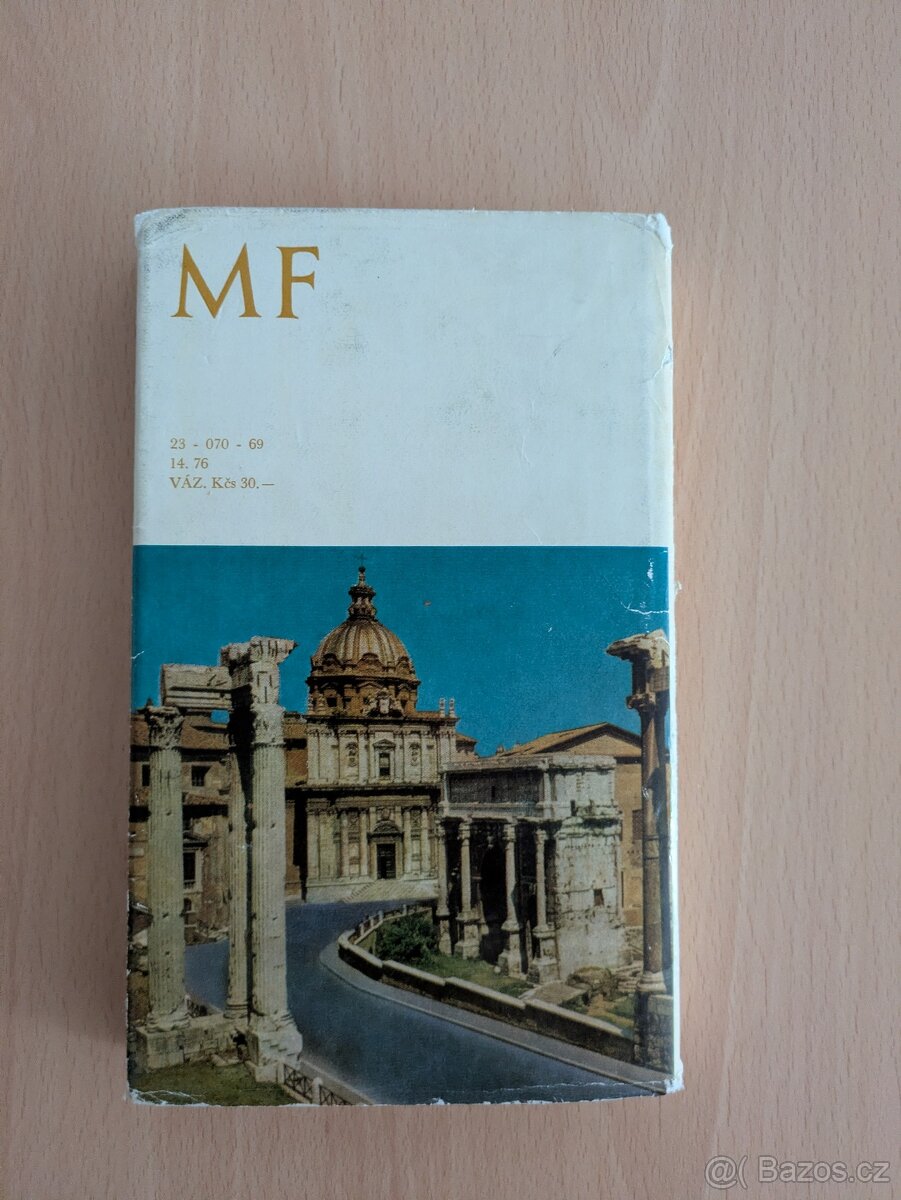 MF
23 - 070 - 69
14. 76
VÁZ. Kčs 30,—
@( Bazos.cz